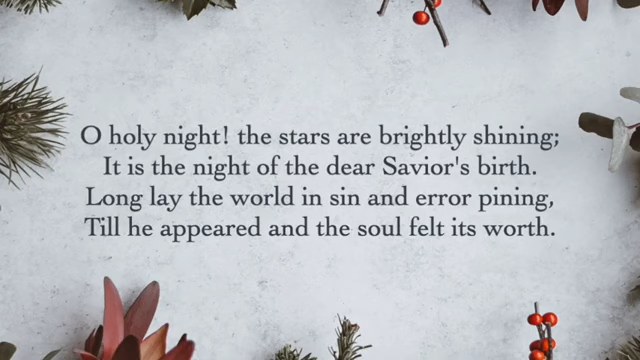 O holy night! the stars are brightly shining;
It is the night of the dear Savior's birth.
Long lay the world in sin and error pining,
Till he appeared and the soul felt its worth.